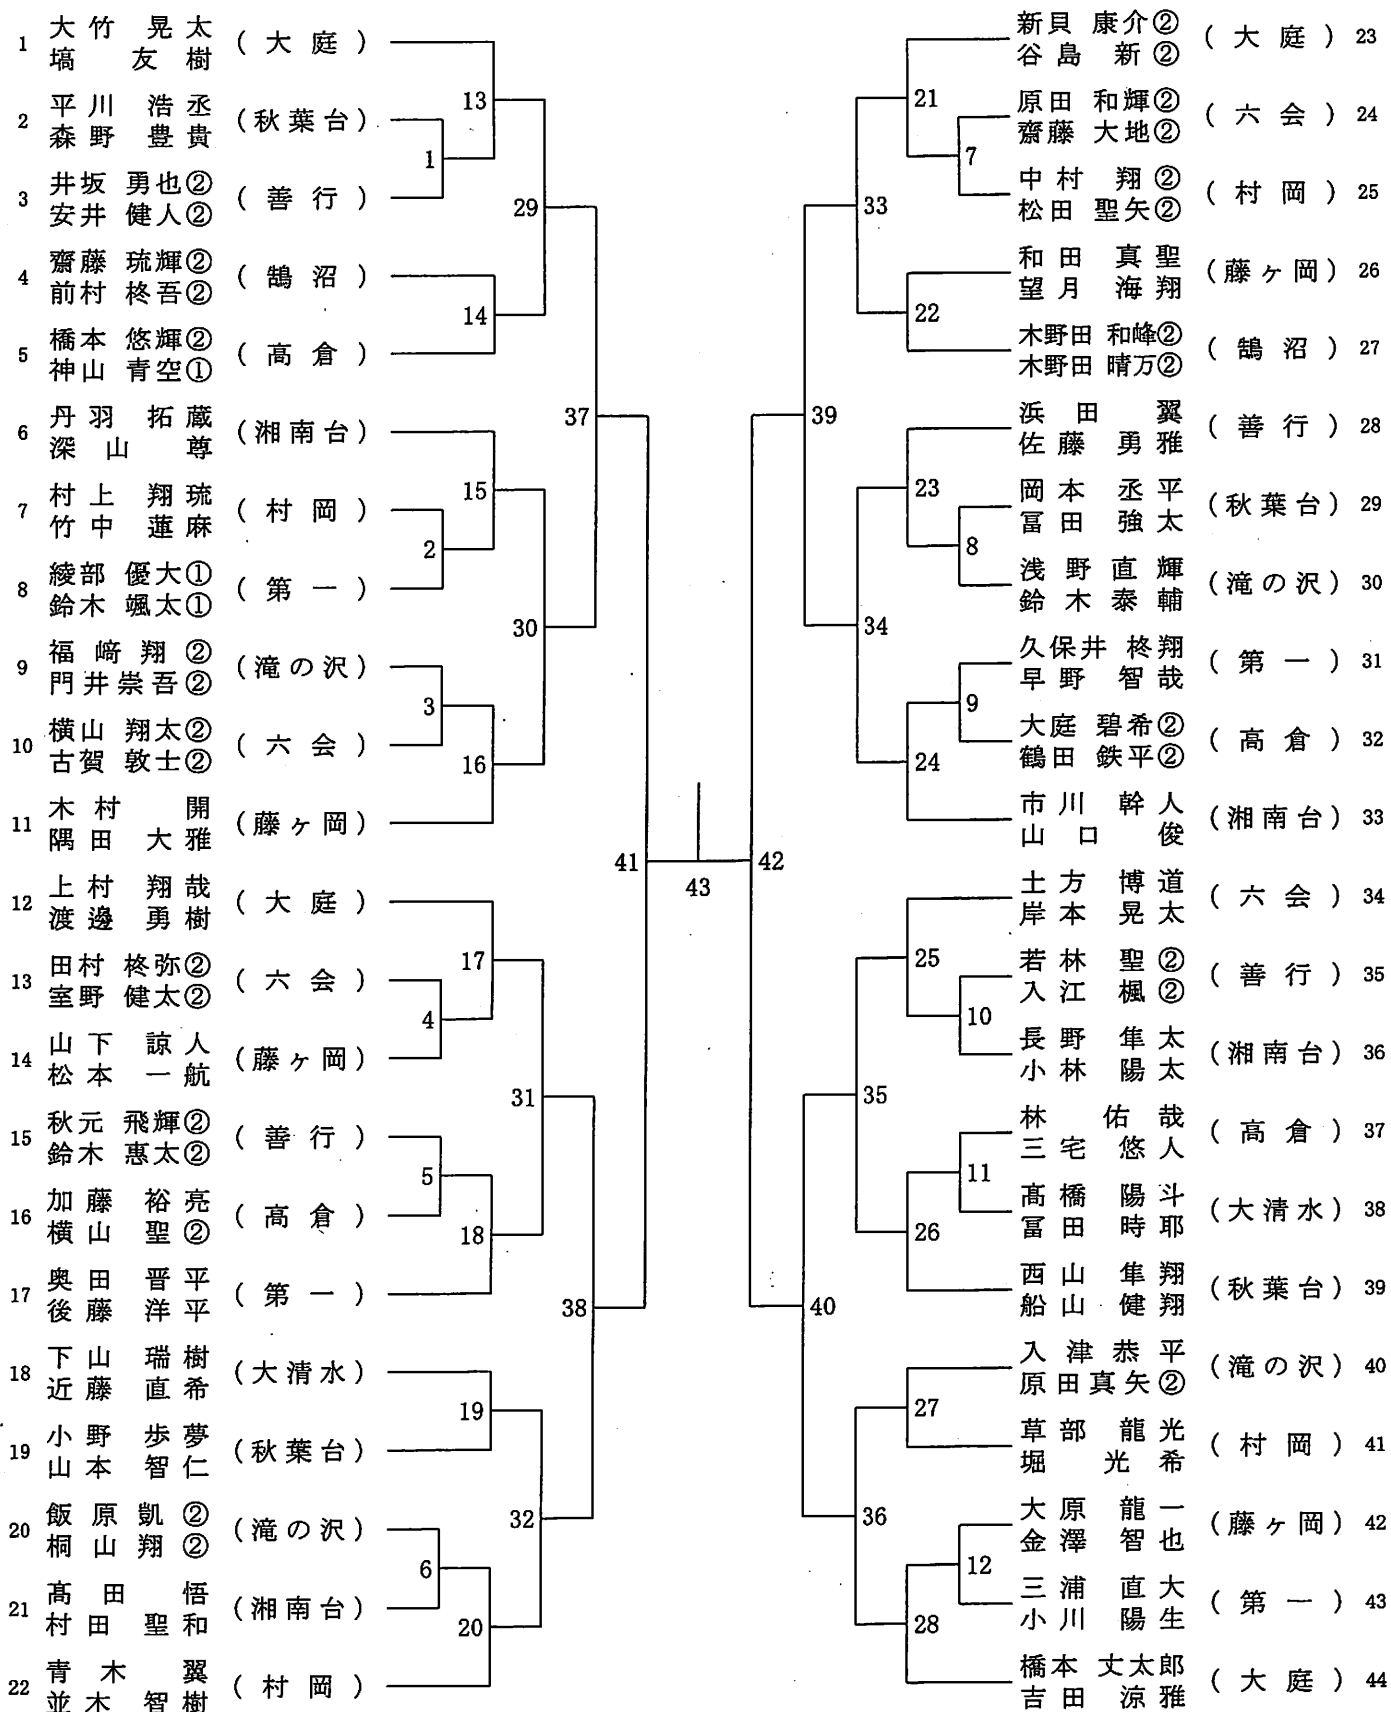 1 大竹 晃太 (大庭)
塙 友樹
2 平川 浩丞 (秋葉台)
森野 豊貴
3 井坂 勇也② (善行)
安井 健人②
4 齋藤 琉輝② (鵠沼)
前村 柊吾②
5 橋本 悠輝② (高倉)
神山 青空①
6 丹羽 拓蔵 (湘南台)
深山 尊
7 村上 翔琉 (村岡)
竹中 蓮麻
8 綾部 優大① (第一)
鈴木 颯太①
9 福﨑翔② (滝の沢)
門井崇吾②
10 横山 翔太② (六会)
古賀 敦士②
11 木村 開 (藤ヶ岡)
隅田 大雅
12 上村 翔哉 (大庭)
渡邊 勇樹
13 田村 柊弥② (六会)
室野 健太②
14 山下 諒人 (藤ヶ岡)
松本 一航
15 秋元 飛輝② (善行)
鈴木 惠太②
16 加藤 裕亮 (高倉)
横山 聖②
17 奥田 晋平 (第一)
後藤 洋平
18 下山 瑞樹 (大清水)
近藤 直希
19 小野 歩夢 (秋葉台)
山本 智仁
20 飯原凱② (滝の沢)
桐山翔②
21 髙田 悟 (湘南台)
村田 聖和
22 青木 翼 (村岡)
並木 智樹
1
2
3
4
5
6
13
14
15
16
17
18
19
20
29
30
31
32
37
38
41
43
42
39
40
33
34
35
36
21
22
23
24
25
26
27
28
7
8
9
10
11
12
新貝 康介② (大庭) 23
谷島 新②
原田 和輝② (六会) 24
齋藤 大地②
中村 翔② (村岡) 25
松田 聖矢②
和田 真聖 (藤ヶ岡) 26
望月 海翔
木野田 和峰② (鵠沼) 27
木野田 晴万②
浜田 翼 (善行) 28
佐藤 勇雅
岡本 丞平 (秋葉台) 29
冨田 強太
浅野直輝 (滝の沢) 30
鈴木泰輔
久保井 柊翔 (第一) 31
早野 智哉
大庭 碧希② (高倉) 32
鶴田 鉄平②
市川 幹人 (湘南台) 33
山口 俊
土方 博道 (六会) 34
岸本 晃太
若林 聖② (善行) 35
入江 楓②
長野 隼太 (湘南台) 36
小林 陽太
林 佑哉 (高倉) 37
三宅 悠人
髙橋 陽斗 (大清水) 38
冨田 時耶
西山 隼翔 (秋葉台) 39
船山 健翔
入津恭平 (滝の沢) 40
原田真矢②
草部 龍光 (村岡) 41
堀 光希
大原 龍一 (藤ヶ岡) 42
金澤 智也
三浦 直大 (第一) 43
小川 陽生
橋本 丈太郎 (大庭) 44
吉田 涼雅